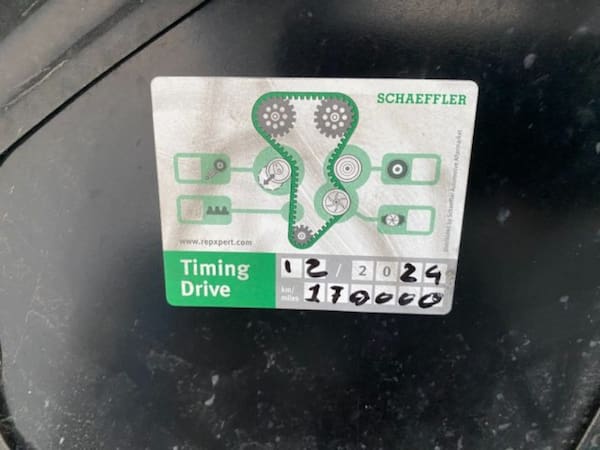 SCHAEFFLER
www.repxpert.com
Timing Drive
12 / 2024
km/ miles 170000